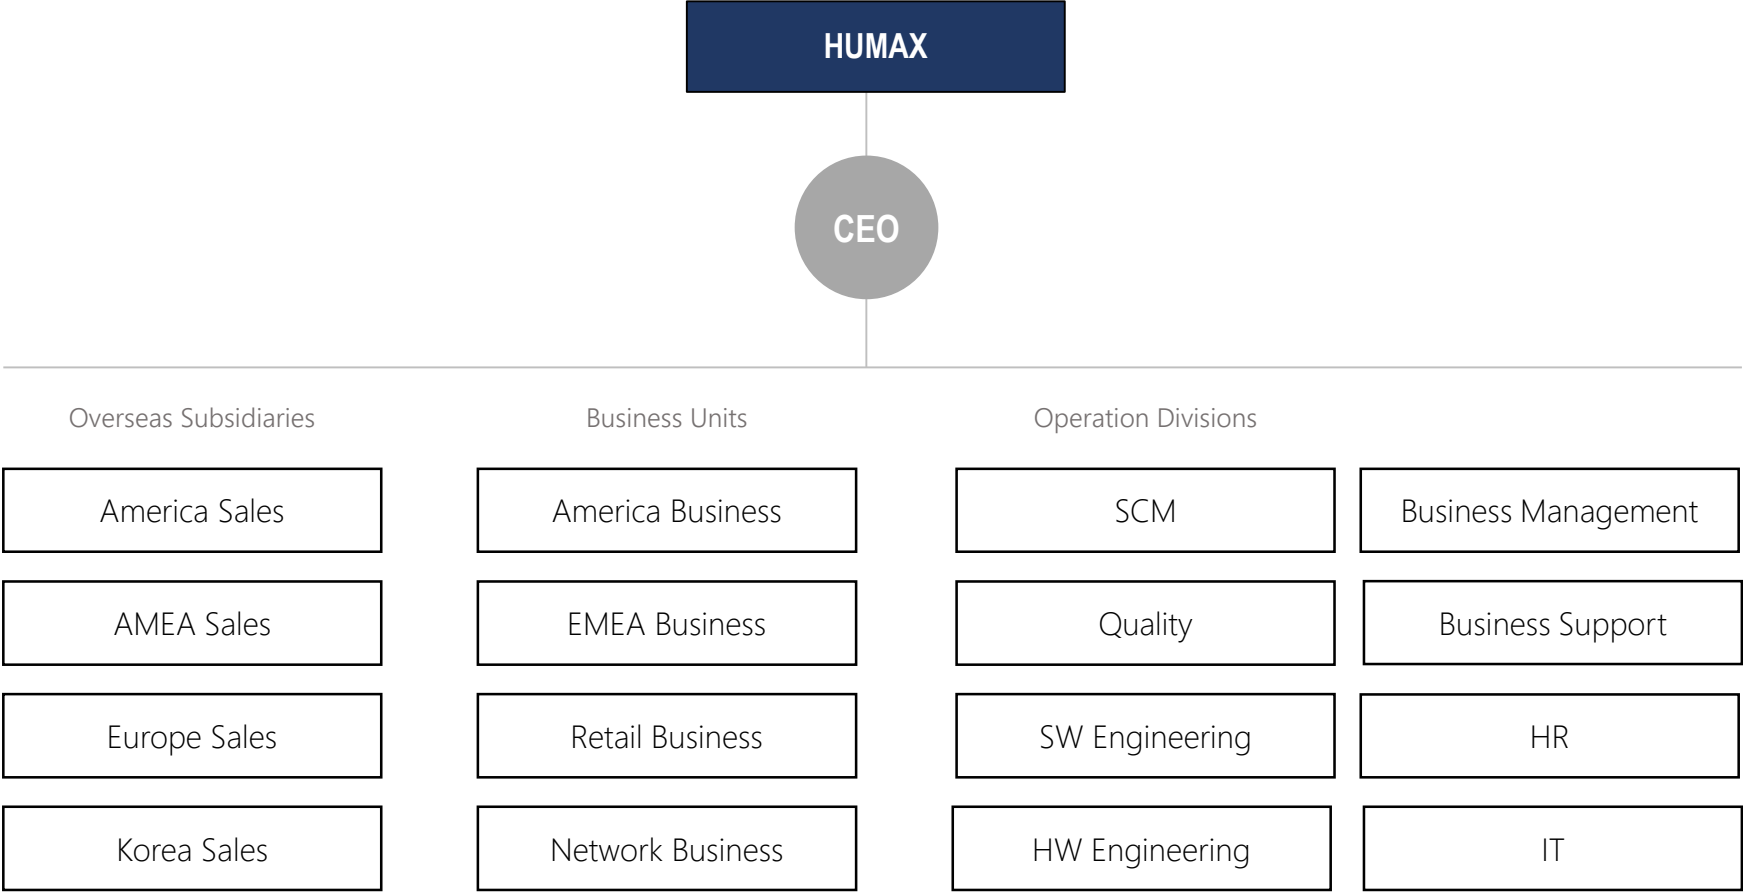 HUMAX
CEO
Overseas Subsidiaries
Business Units
Operation Divisions
America Sales
America Business
SCM
Business Management
AMEA Sales
EMEA Business
Quality
Business Support
Europe Sales
Retail Business
SW Engineering
HR
Korea Sales
Network Business
HW Engineering
IT